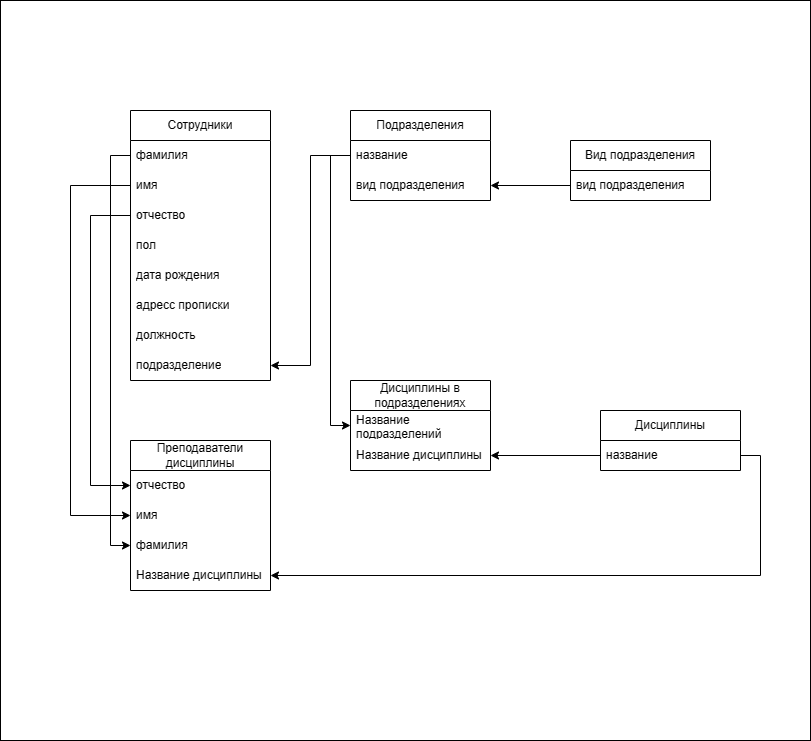 Сотрудники
фамилия
имя
отчество
пол
дата рождения
адресс прописки
должность
подразделение
Подразделения
название
вид подразделения
Вид подразделения
вид подразделения
Дисциплины в
подразделениях
Название
подразделений
Название дисциплины
Дисциплины
название
Преподаватели
дисциплины
отчество
имя
фамилия
Название дисциплины